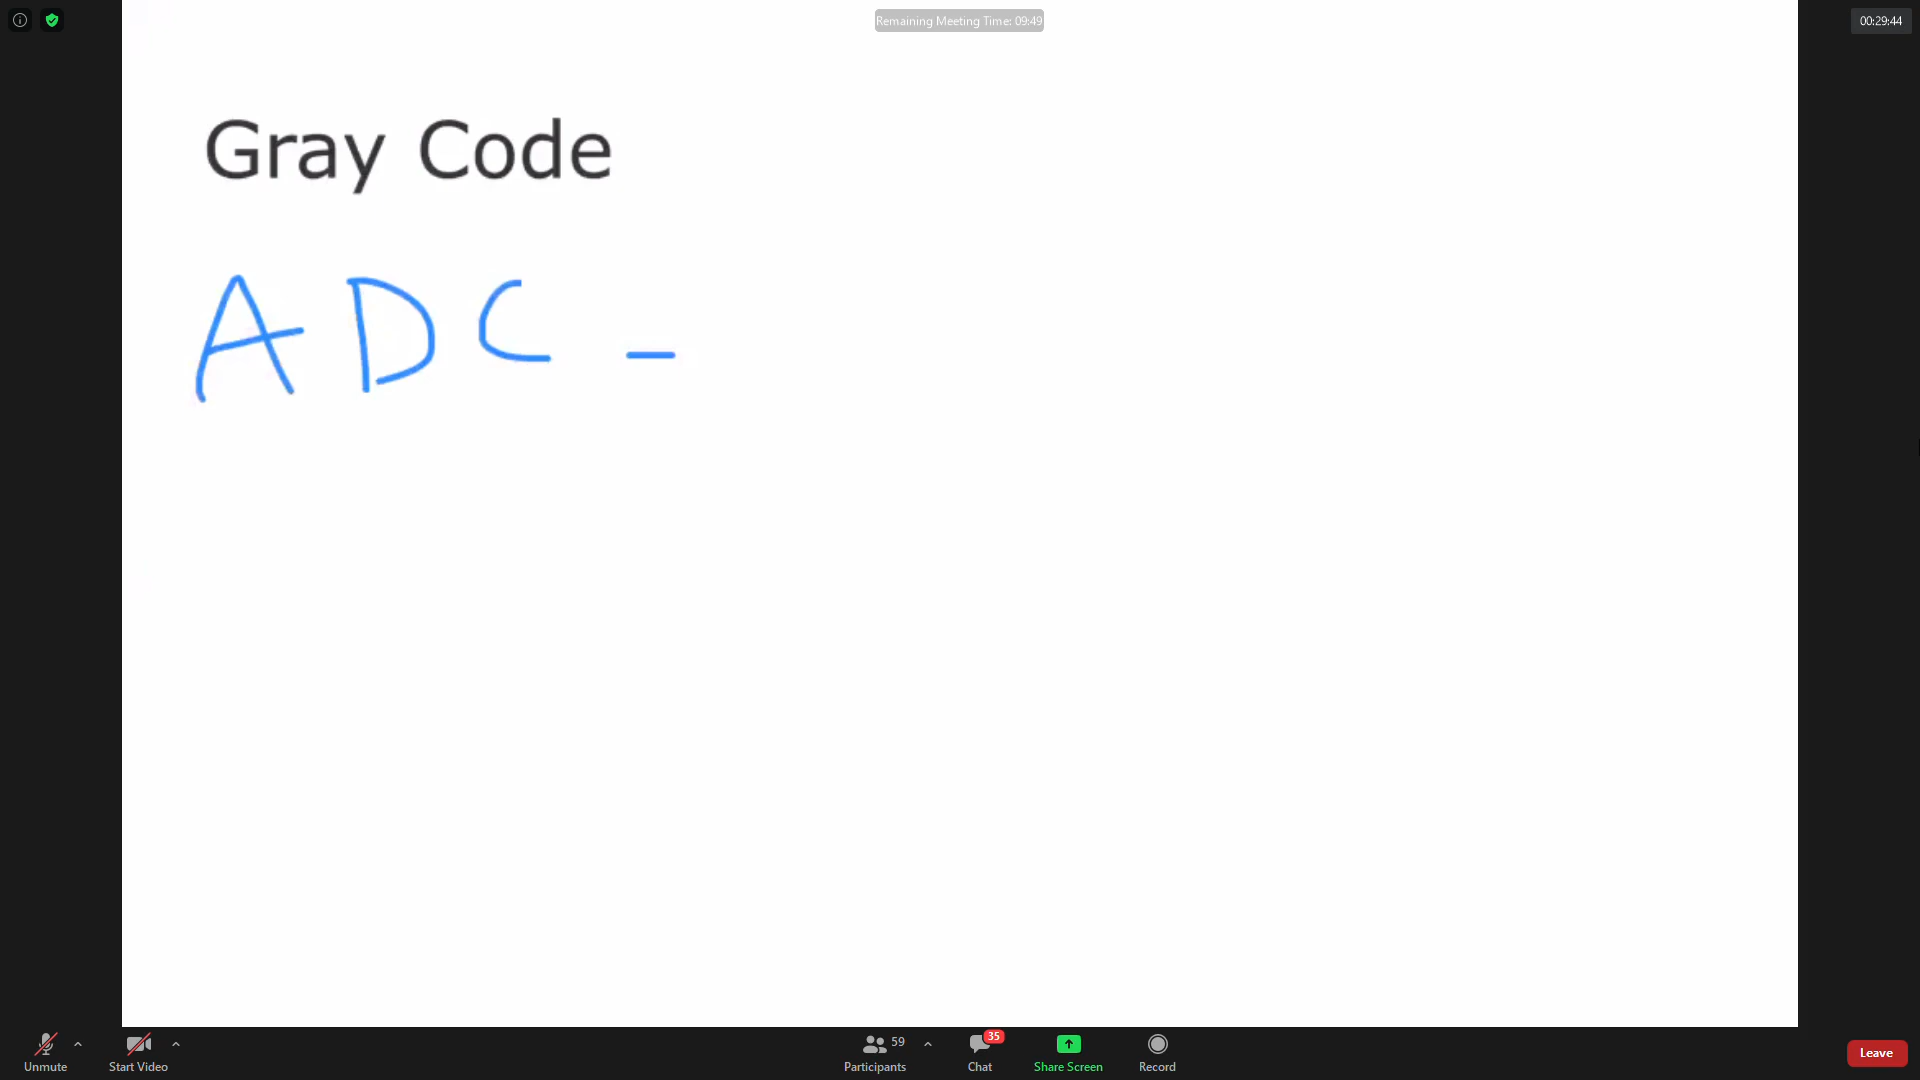 Remaining Meeting Time: 09:49
00:29:44
Gray Code
ADC -
Unmute
Start Video
59
Participants
35
Chat
Share Screen
Record
Leave